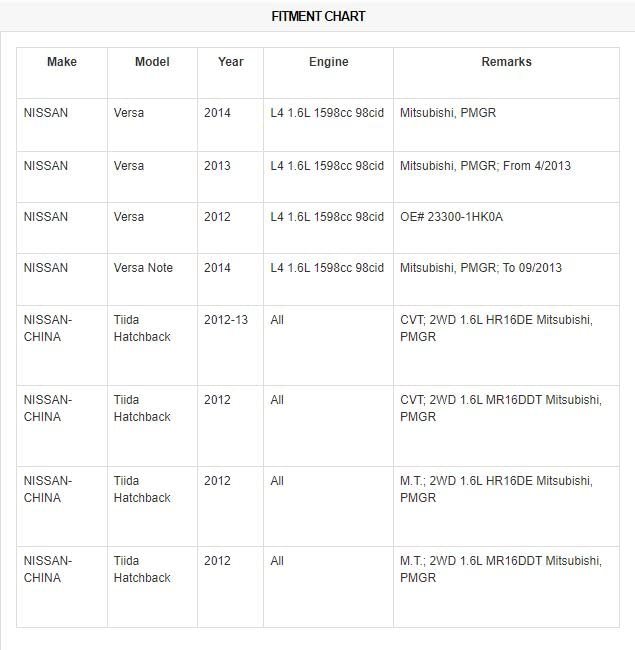 FITMENT CHART
Make Model Year Engine Remarks
NISSAN Versa 2014 L4 1.6L 1598cc 98cid Mitsubishi, PMGR
NISSAN Versa 2013 L4 1.6L 1598cc 98cid Mitsubishi, PMGR; From 4/2013
NISSAN Versa 2012 L4 1.6L 1598cc 98cid OE# 23300-1HK0A
NISSAN Versa Note 2014 L4 1.6L 1598cc 98cid Mitsubishi, PMGR; To 09/2013
NISSAN- Tiida 2012-13 All CVT; 2WD 1.6L HR16DE Mitsubishi,
CHINA Hatchback PMGR
NISSAN- Tiida 2012 All CVT; 2WD 1.6L MR16DDT Mitsubishi,
CHINA Hatchback PMGR
NISSAN- Tiida 2012 All M.T.; 2WD 1.6L HR16DE Mitsubishi,
CHINA Hatchback PMGR
NISSAN- Tiida 2012 All M.T.; 2WD 1.6L MR16DDT Mitsubishi,
CHINA Hatchback PMGR